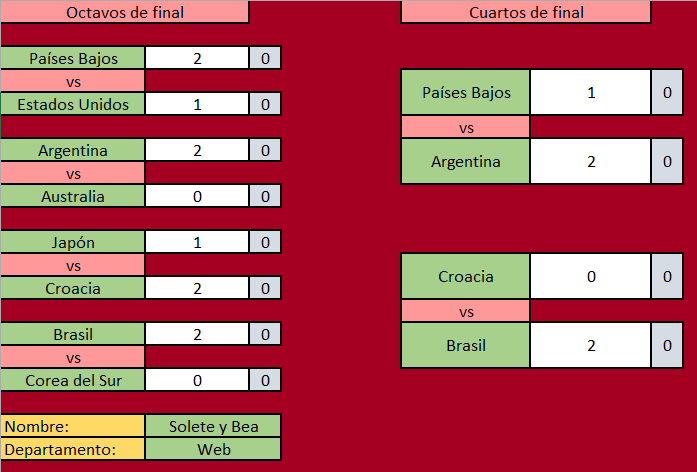 Octavos de final
Cuartos de final
Países Bajos 2 0
vs
Estados Unidos 1 0
Argentina 2 0
vs
Australia 0 0
Japón 1 0
vs
Croacia 2 0
Brasil 2 0
vs
Corea del Sur 0 0
Nombre: Solete y Bea
Departamento: Web
Países Bajos 1 0
vs
Argentina 2 0
Croacia 0 0
vs
Brasil 2 0